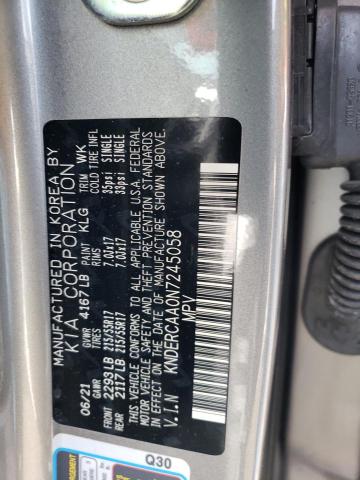 MANUFACTURED IN KOREA BY
KIA CORPORATION
06/21 GVWR 4167 LB PAINT KLG TRIM WK
GAWR TIRES RIMS COLD TIRE INFL
FRONT 2293 LB 215/55R17 7.0JX17 35psi SINGLE
REAR 2117 LB 215/55R17 7.0JX17 33psi SINGLE
THIS VEHICLE CONFORMS TO ALL APPLICABLE U.S.A. FEDERAL
MOTOR VEHICLE SAFETY AND THEFT PREVENTION STANDARDS
IN EFFECT ON THE DATE OF MANUFACTURE SHOWN ABOVE.
V.I.N KNDERCAA0N7245058
MPV
Q30